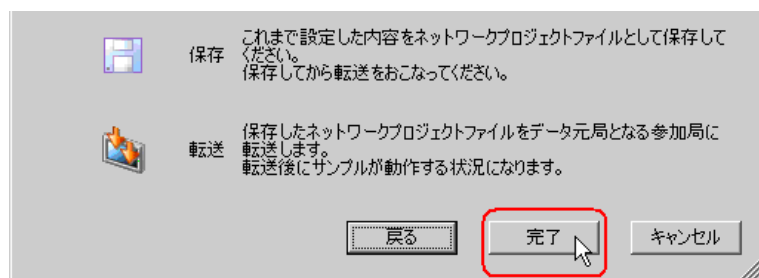 保存
これまで設定した内容をネットワークプロジェクトファイルとして保存して
ください。
保存してから転送をおこなってください。
転送
保存したネットワークプロジェクトファイルをデータ元局となる参加局に
転送します。
転送後にサンプルが動作する状況になります。
戻る
完了
キャンセル